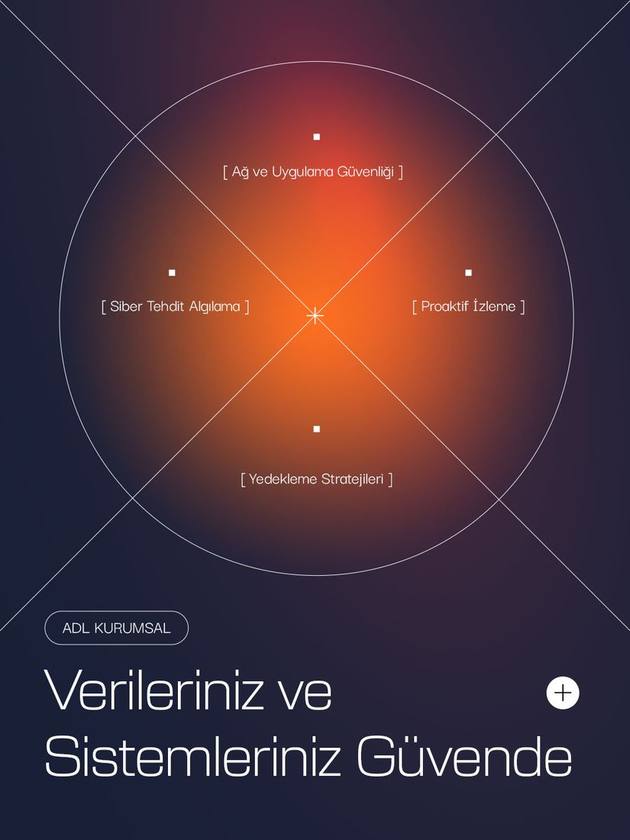 [ Ağ ve Uygulama Güvenliği ]
[ Siber Tehdit Algılama ]
[ Proaktif İzleme ]
[ Yedekleme Stratejileri ]
ADL KURUMSAL
Verileriniz ve
Sistemleriniz Güvende